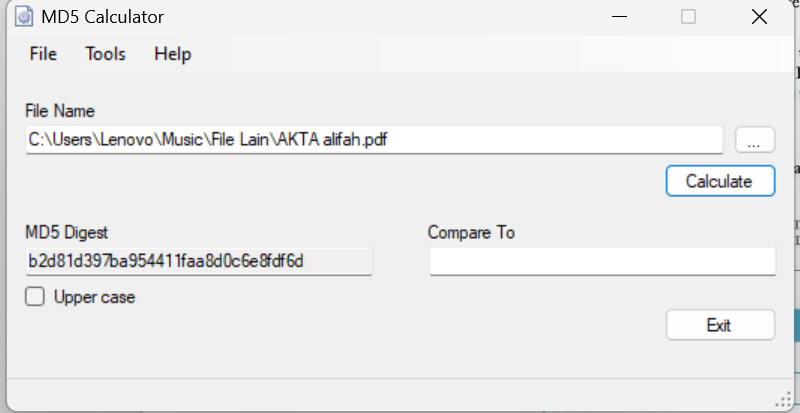 MD5 Calculator
File Tools Help
File Name
C:\Users\Lenovo\Music\File Lain\AKTA alifah.pdf
...
Calculate
MD5 Digest
Compare To
b2d81d397ba954411faa8d0c6e8fdf6d
Upper case
Exit